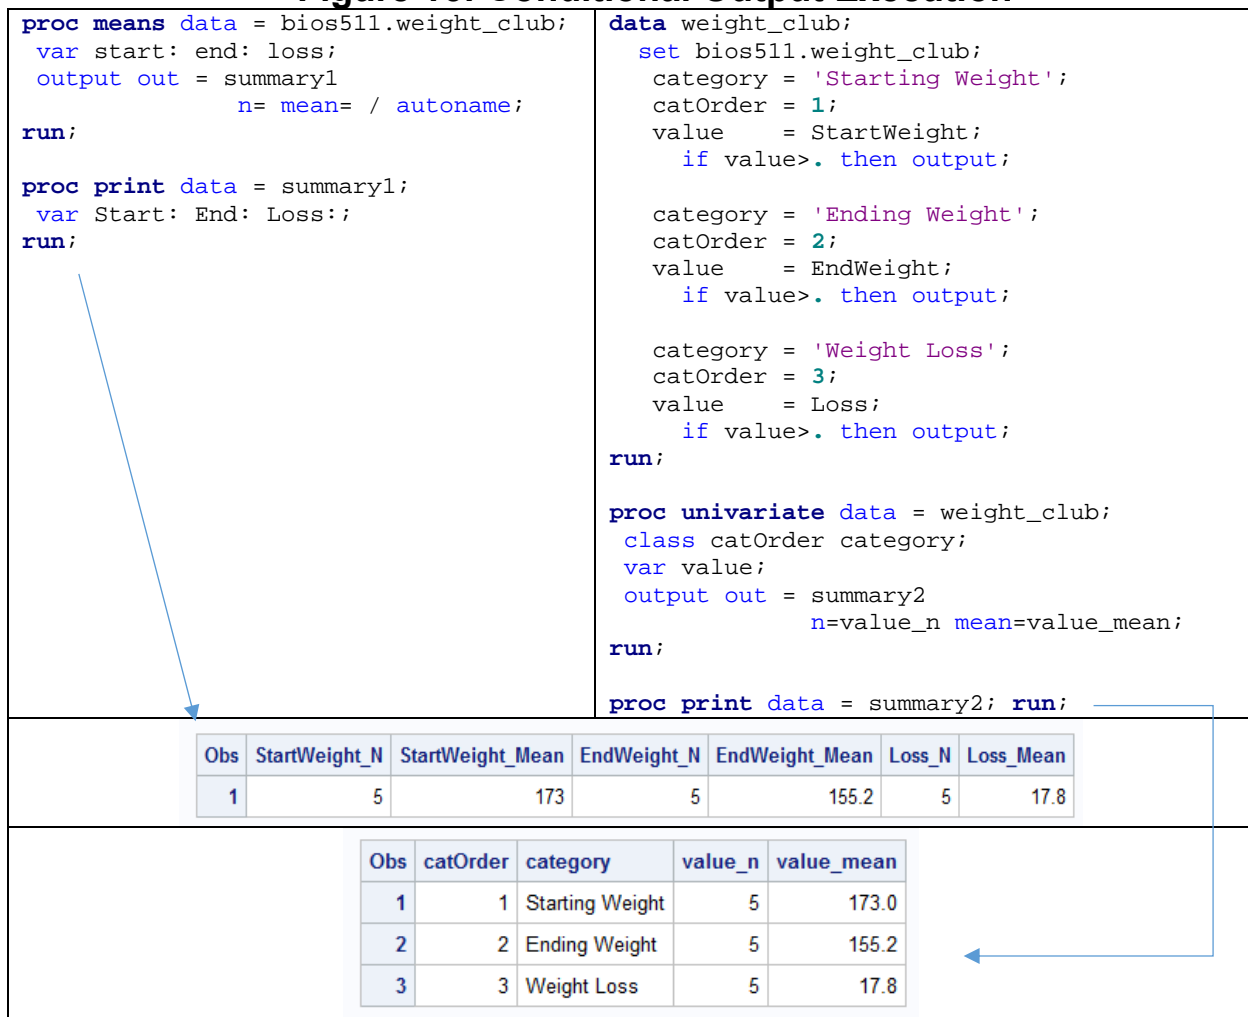 Figure 10: Conditional Output Execution
proc means data = bios511.weight_club;
var start: end: loss;
output out = summary1
n= mean= / autoname;
run;
proc print data = summary1;
var Start: End: Loss:;
run;
data weight_club;
set bios511.weight_club;
category = 'Starting Weight';
catOrder = 1;
value = StartWeight;
if value>. then output;
category = 'Ending Weight';
catOrder = 2;
value = EndWeight;
if value>. then output;
category = 'Weight Loss';
catOrder = 3;
value = Loss;
if value>. then output;
run;
proc univariate data = weight_club;
class catOrder category;
var value;
output out = summary2
n=value_n mean=value_mean;
run;
proc print data = summary2; run;
Obs StartWeight_N StartWeight_Mean EndWeight_N EndWeight_Mean Loss_N Loss_Mean
1 5 173 5 155.2 5 17.8
Obs catOrder category value_n value_mean
1 1 Starting Weight 5 173.0
2 2 Ending Weight 5 155.2
3 3 Weight Loss 5 17.8